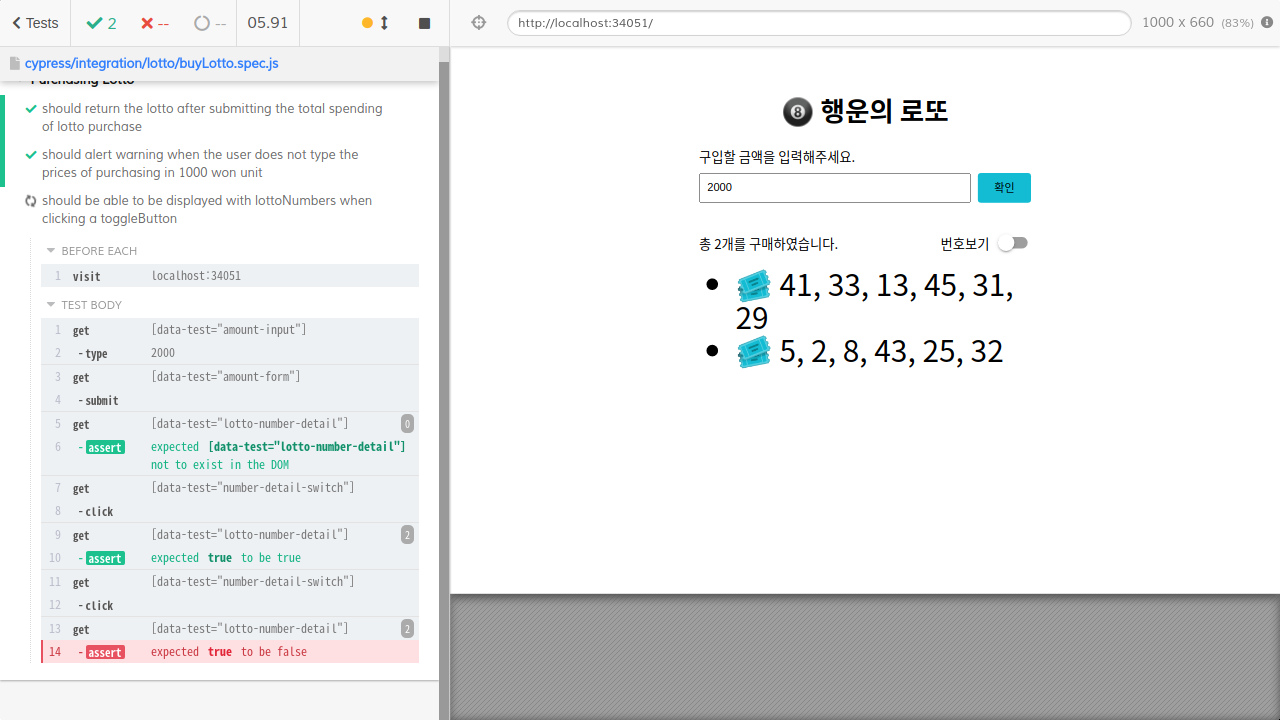 Tests
2
--
--
05.91
cypress/integration/lotto/buyLotto.spec.js
Purchasing Lotto
should return the lotto after submitting the total spending
of lotto purchase
should alert warning when the user does not type the
prices of purchasing in 1000 won unit
should be able to be displayed with lottoNumbers when
clicking a toggleButton
BEFORE EACH
1 visit localhost:34051
TEST BODY
1 get [data-test="amount-input"]
2 -type 2000
3 get [data-test="amount-form"]
4 -submit
5 get [data-test="lotto-number-detail"] 0
6 -assert expected [data-test="lotto-number-detail"]
not to exist in the DOM
7 get [data-test="number-detail-switch"]
8 -click
9 get [data-test="lotto-number-detail"] 2
10 -assert expected true to be true
11 get [data-test="number-detail-switch"]
12 -click
13 get [data-test="lotto-number-detail"] 2
14 -assert expected true to be false
http://localhost:34051/
1000 x 660 (83%)
8 행운의 로또
구입할 금액을 입력해주세요.
2000
확인
총 2개를 구매하였습니다.
번호보기
41, 33, 13, 45, 31,
29
5, 2, 8, 43, 25, 32